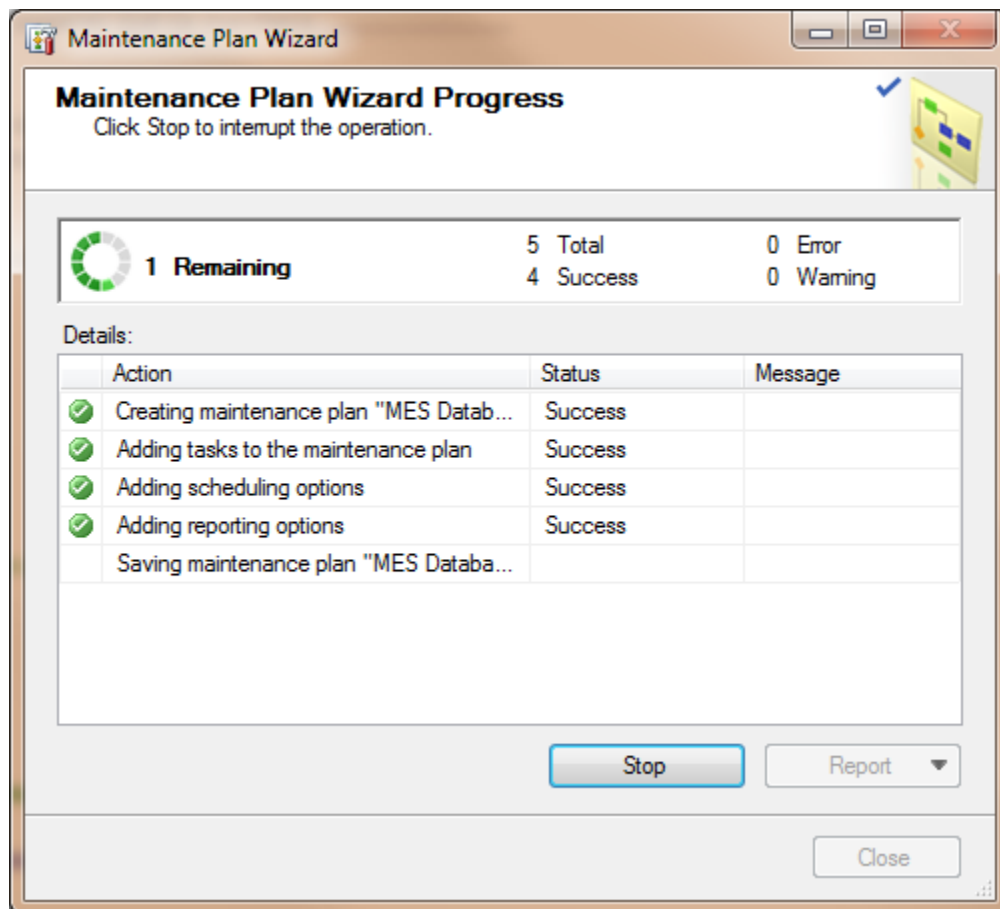 Maintenance Plan Wizard
Maintenance Plan Wizard Progress
Click Stop to interrupt the operation.
1 Remaining
5 Total
0 Error
4 Success
0 Warning
Details:
Action Status Message
Creating maintenance plan "MES Datab... Success
Adding tasks to the maintenance plan Success
Adding scheduling options Success
Adding reporting options Success
Saving maintenance plan "MES Databa...
Stop Report
Close